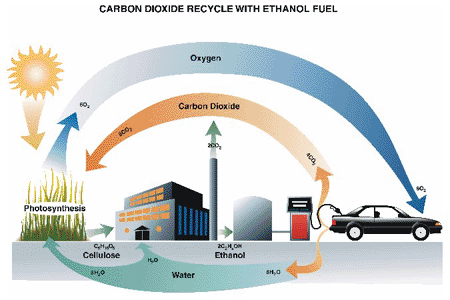 CARBON DIOXIDE RECYCLE WITH ETHANOL FUEL
Oxygen
6O₂
Carbon Dioxide
6CO₂
2CO₂
4CO₂
6O₂
Photosynthesis
C₆H₁₀O₅
Cellulose
H₂O
2C₂H₅OH
Ethanol
Water
6H₂O